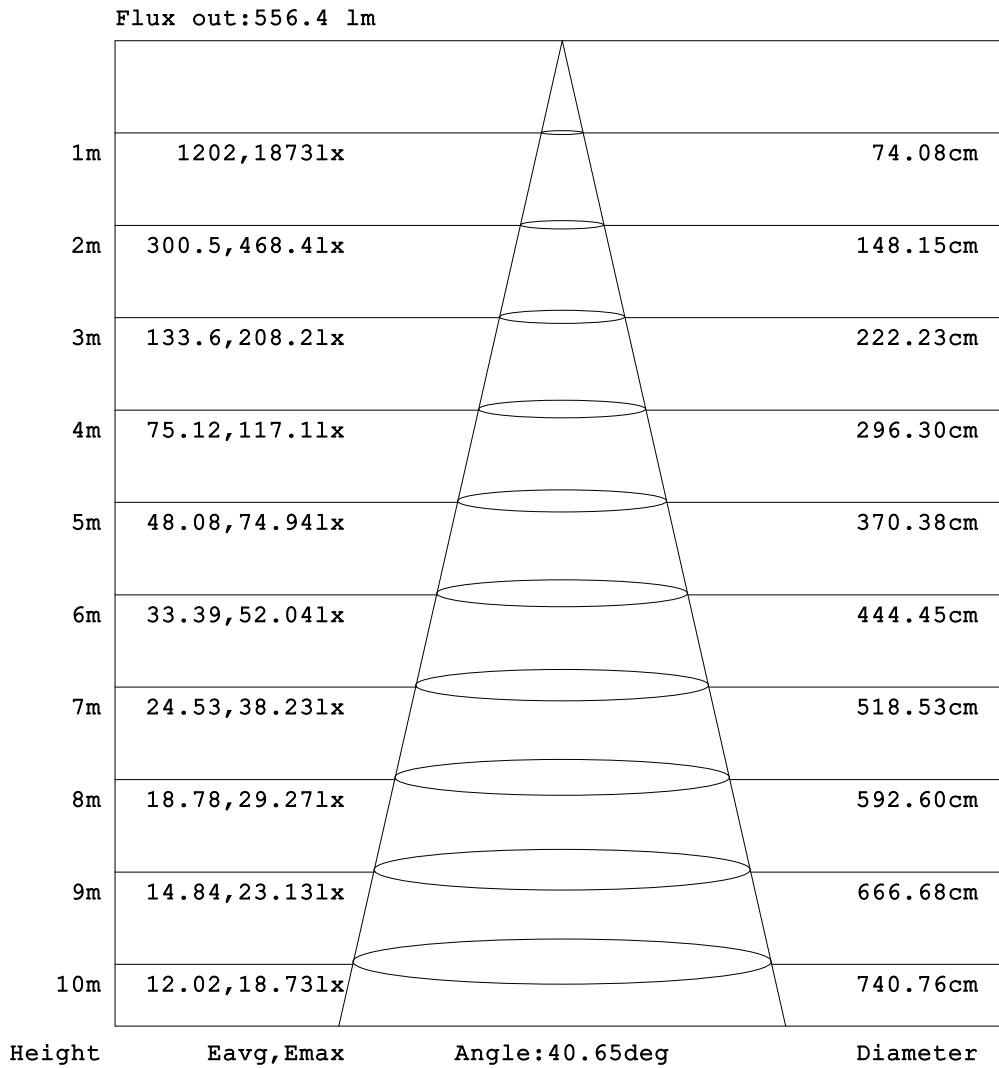 Flux out:556.4 lm
1m 1202,1873lx 74.08cm
2m 300.5,468.4lx 148.15cm
3m 133.6,208.2lx 222.23cm
4m 75.12,117.1lx 296.30cm
5m 48.08,74.94lx 370.38cm
6m 33.39,52.04lx 444.45cm
7m 24.53,38.23lx 518.53cm
8m 18.78,29.27lx 592.60cm
9m 14.84,23.13lx 666.68cm
10m 12.02,18.73lx 740.76cm
Height Eavg,Emax Angle:40.65deg Diameter